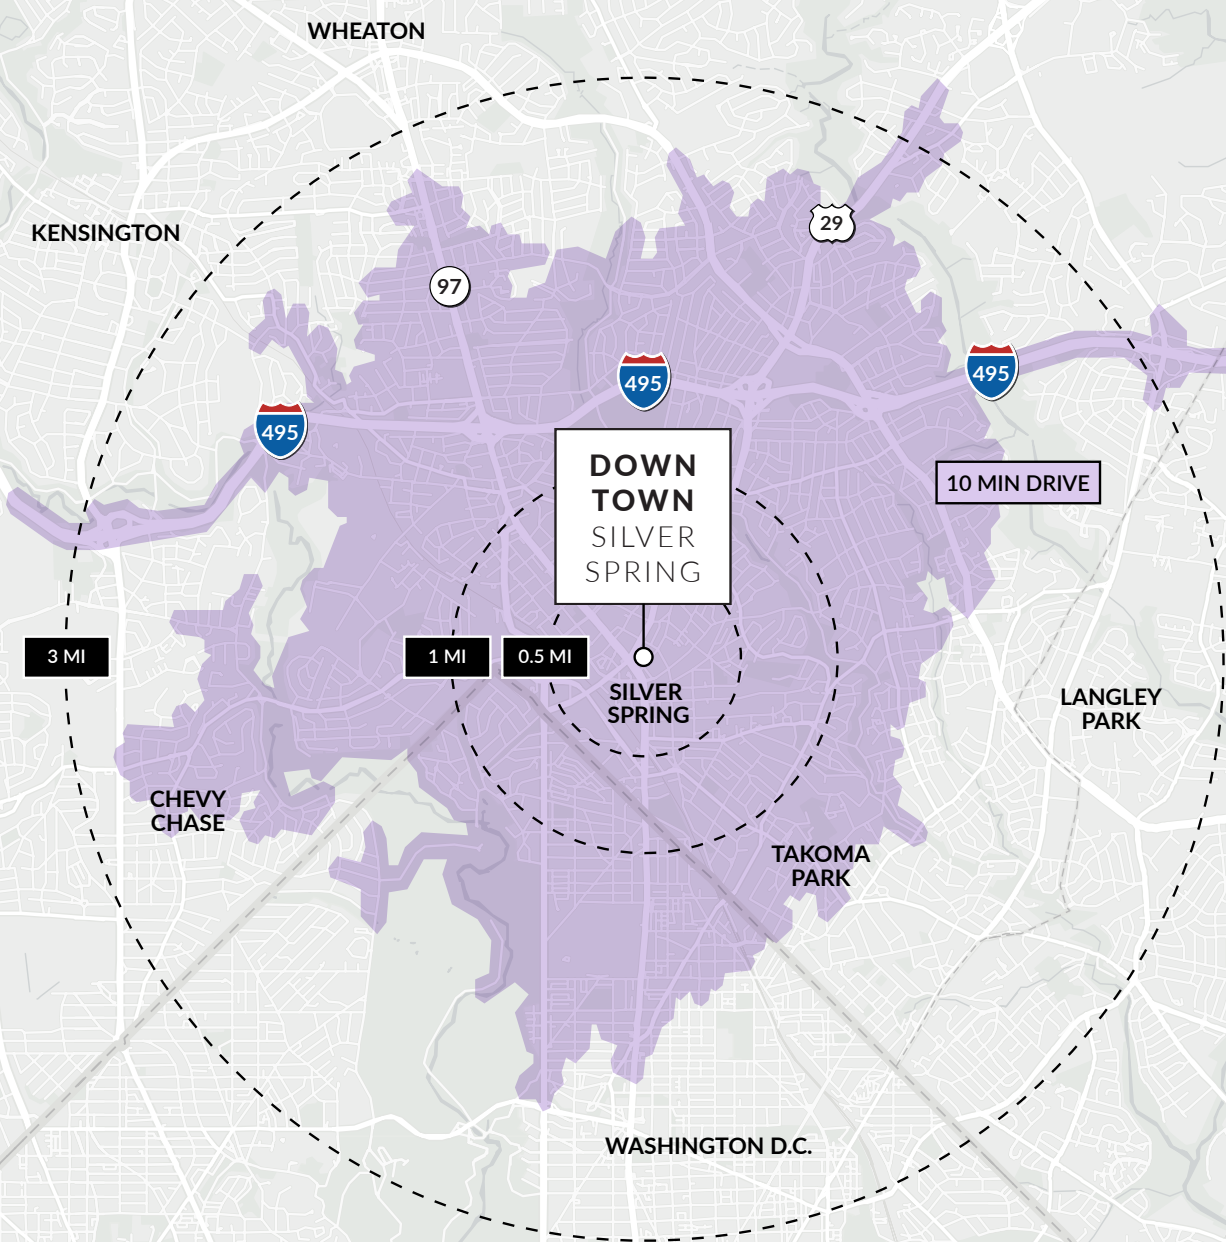 WHEATON
KENSINGTON
29
97
495
495
495
DOWN
TOWN
SILVER
SPRING
10 MIN DRIVE
3 MI
1 MI
0.5 MI
SILVER
SPRING
LANGLEY
PARK
CHEVY
CHASE
TAKOMA
PARK
WASHINGTON D.C.